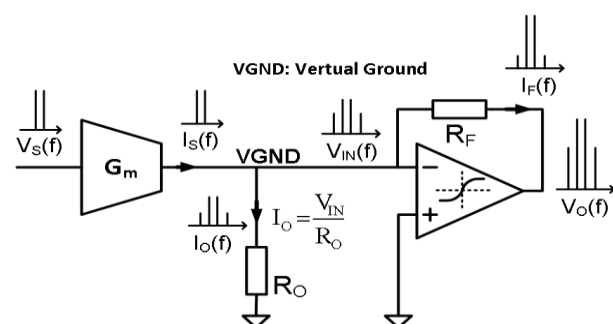 I_F(f)
VGND: Vertual Ground
V_S(f)
I_S(f)
V_IN(f)
R_F
G_m
VGND
−
+
V_O(f)
I_O(f)
I_O = V_IN / R_O
R_O